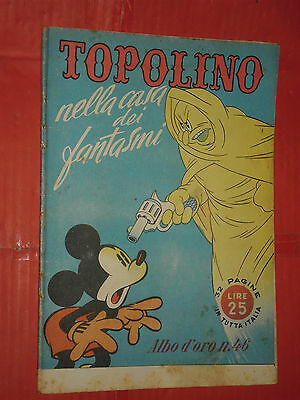 TOPOLINO
nella casa
dei
fantasmi
32 PAGINE
LIRE
25
IN TUTTA ITALIA
Albo d'oro n. 46